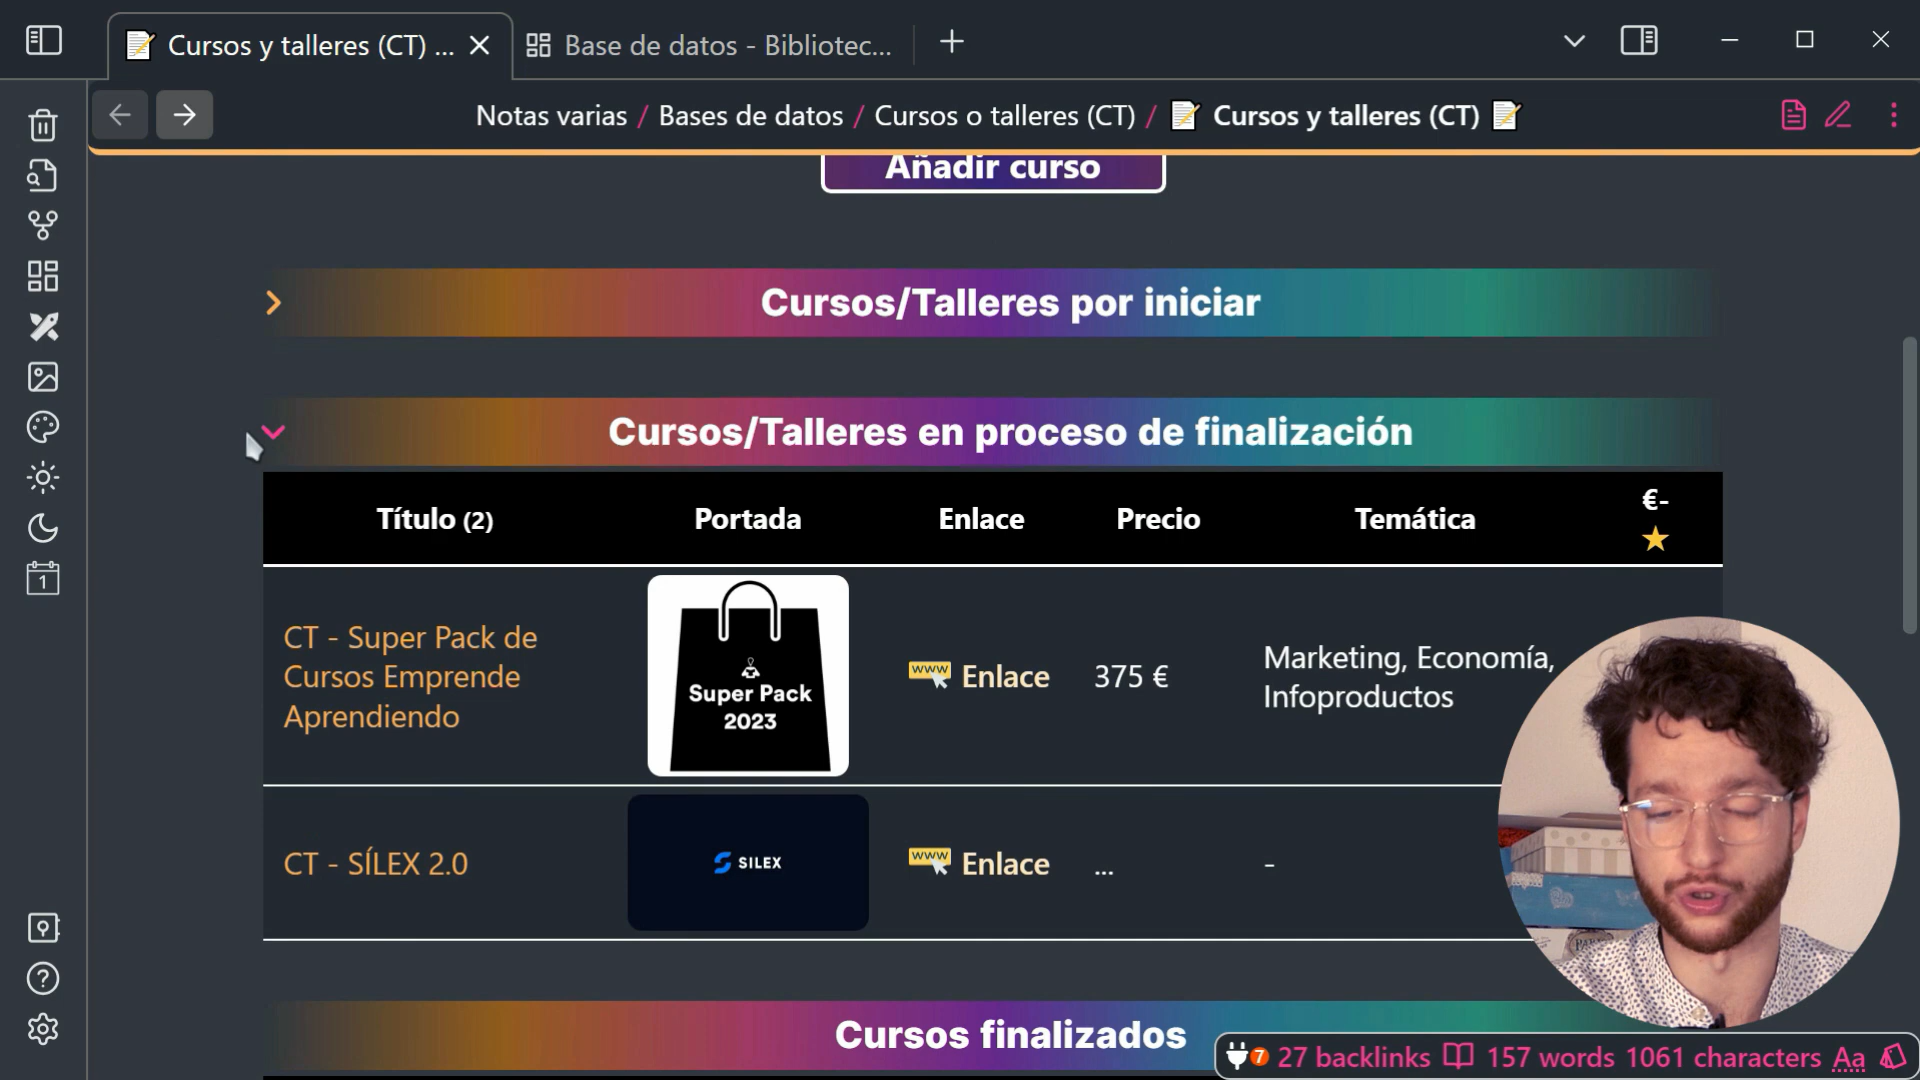 Cursos y talleres (CT) ...
Base de datos - Bibliotec...
Notas varias / Bases de datos / Cursos o talleres (CT) / Cursos y talleres (CT)
Añadir curso
Cursos/Talleres por iniciar
Cursos/Talleres en proceso de finalización
Título (2) Portada Enlace Precio Temática €-
CT - Super Pack de
Cursos Emprende
Aprendiendo
Super Pack
2023
WWW Enlace
375 €
Marketing, Economía,
Infoproductos
CT - SÍLEX 2.0
SILEX
WWW Enlace
...
-
Cursos finalizados
1
7 27 backlinks 157 words 1061 characters Aa